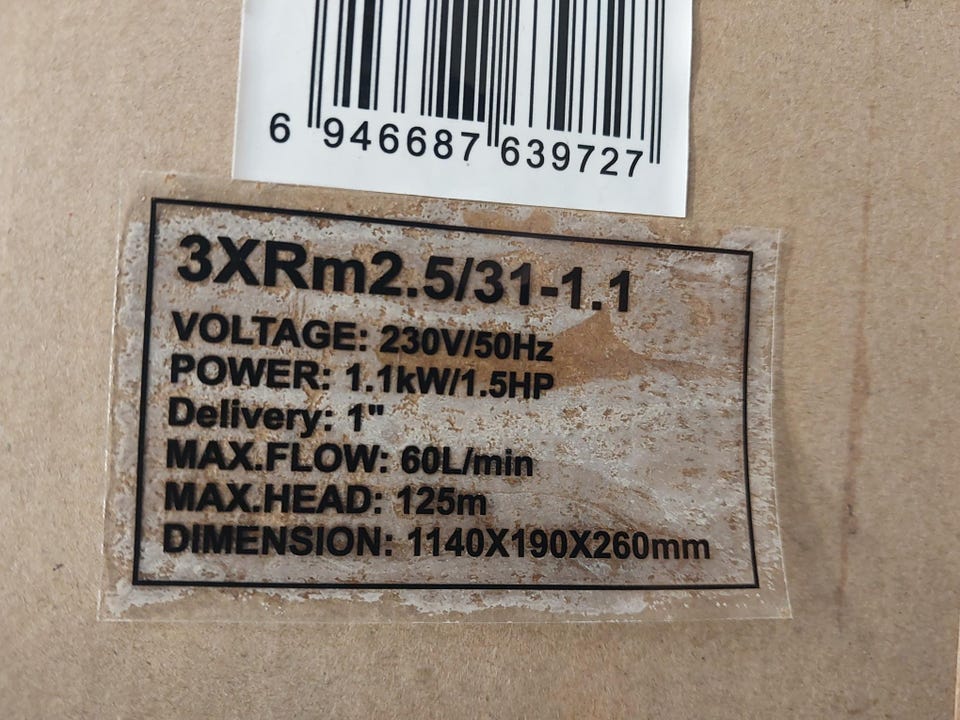 6 946687 639727
3XRm2.5/31-1.1
VOLTAGE: 230V/50Hz
POWER: 1.1kW/1.5HP
Delivery: 1"
MAX.FLOW: 60L/min
MAX.HEAD: 125m
DIMENSION: 1140X190X260mm